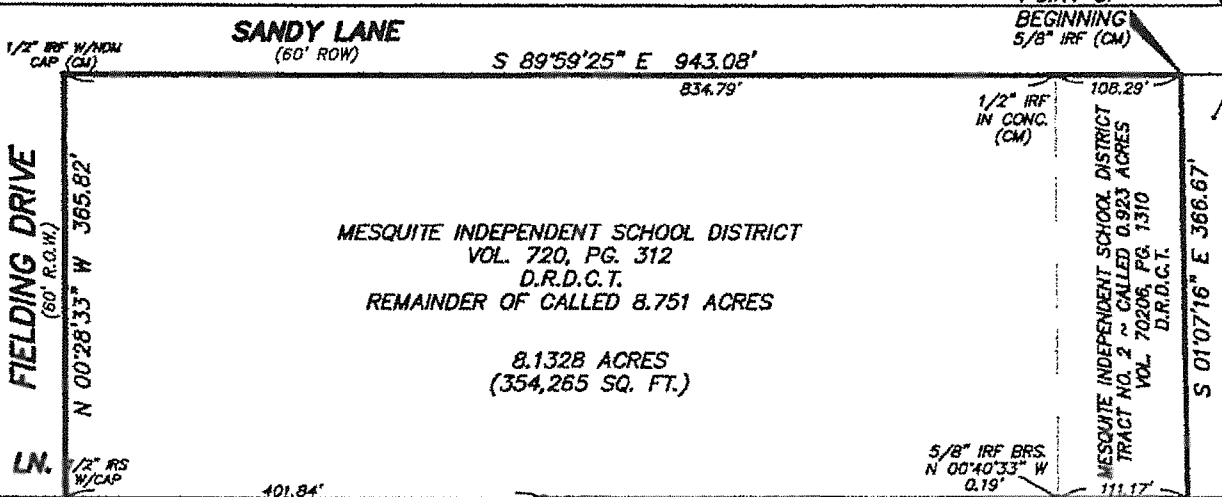 POINT OF
BEGINNING
5/8" IRF (CM)
SANDY LANE
(60' ROW)
1/2" IRF W/NDM
CAP (CM)
S 89°59'25" E 943.08'
834.79'
108.29'
1/2" IRF
IN CONC.
(CM)
FIELDING DRIVE
(60' R.O.W.)
N 00°28'33" W 365.82'
MESQUITE INDEPENDENT SCHOOL DISTRICT
VOL. 720, PG. 312
D.R.D.C.T.
REMAINDER OF CALLED 8.751 ACRES
8.1328 ACRES
(354,265 SQ. FT.)
MESQUITE INDEPENDENT SCHOOL DISTRICT
TRACT NO. 2 ~ CALLED 0.923 ACRES
VOL. 70206, PG. 1310
D.R.D.C.T.
S 01°07'16" E 366.67'
LN.
1/2" IRS
W/CAP
401.84'
5/8" IRF BRS.
N 00°40'33" W
0.19'
111.17'